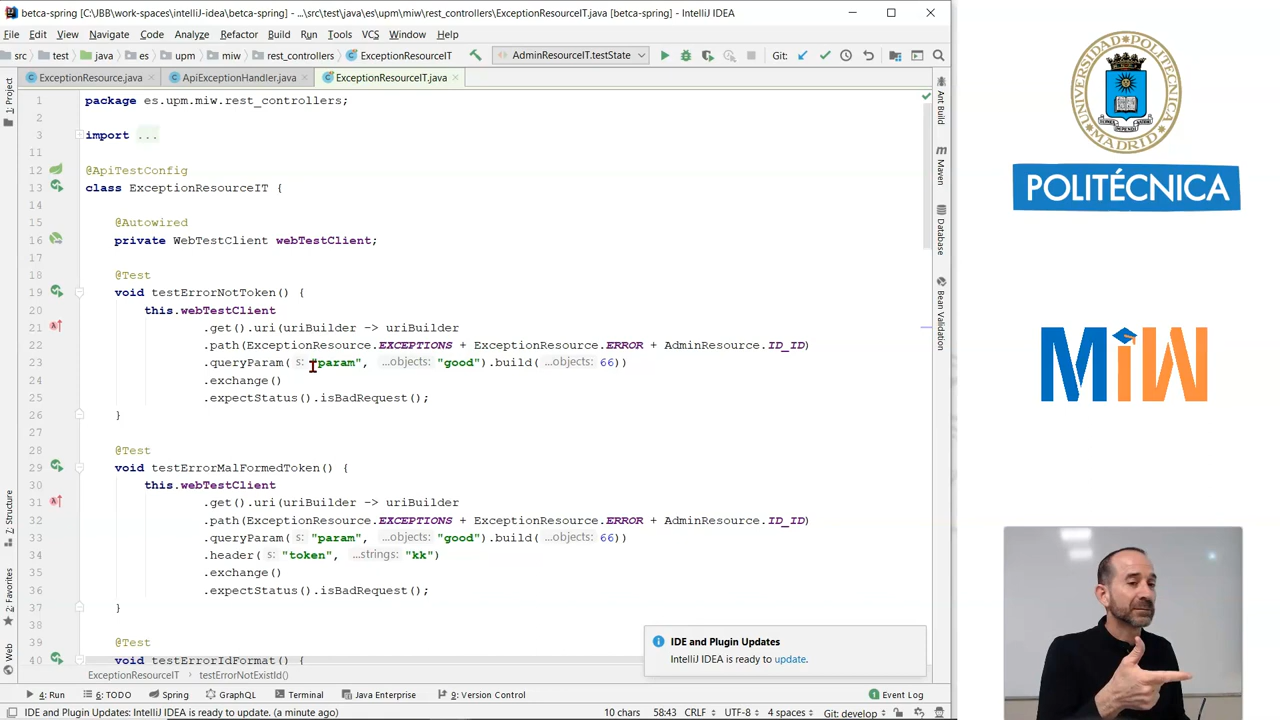 betca-spring [C:\JBB\work-spaces\intelliJ-idea\betca-spring] - ...\src\test\java\es\upm\miw\rest_controllers\ExceptionResourceIT.java [betca-spring] - IntelliJ IDEA
File Edit View Navigate Code Analyze Refactor Build Run Tools VCS Window Help
src test java es upm miw rest_controllers ExceptionResourceIT AdminResourceIT.testState Git:
ExceptionResource.java ApiExceptionHandler.java ExceptionResourceIT.java
1 package es.upm.miw.rest_controllers;
2
3 import ...
11
12 @ApiTestConfig
13 class ExceptionResourceIT {
14
15 @Autowired
16 private WebTestClient webTestClient;
17
18 @Test
19 void testErrorNotToken() {
20 this.webTestClient
21 .get().uri(uriBuilder -> uriBuilder
22 .path(ExceptionResource.EXCEPTIONS + ExceptionResource.ERROR + AdminResource.ID_ID)
23 .queryParam( s: "param", ...objects: "good").build( ...objects: 66))
24 .exchange()
25 .expectStatus().isBadRequest();
26 }
27
28 @Test
29 void testErrorMalFormedToken() {
30 this.webTestClient
31 .get().uri(uriBuilder -> uriBuilder
32 .path(ExceptionResource.EXCEPTIONS + ExceptionResource.ERROR + AdminResource.ID_ID)
33 .queryParam( s: "param", ...objects: "good").build( ...objects: 66))
34 .header( s: "token", ...strings: "kk")
35 .exchange()
36 .expectStatus().isBadRequest();
37 }
38
39 @Test
40 void testErrorIdFormat() {
ExceptionResourceIT testErrorNotExistId()
1: Project
7: Structure
2: Favorites
Web
Ant Build
Maven
Database
Bean Validation
IDE and Plugin Updates
IntelliJ IDEA is ready to update.
4: Run 6: TODO Spring GraphQL Terminal Java Enterprise 9: Version Control Event Log
IDE and Plugin Updates: IntelliJ IDEA is ready to update. (a minute ago) 10 chars 58:43 CRLF UTF-8 4 spaces Git: develop
UNIVERSIDAD POLITÉCNICA DE MADRID
POLITÉCNICA
MiW